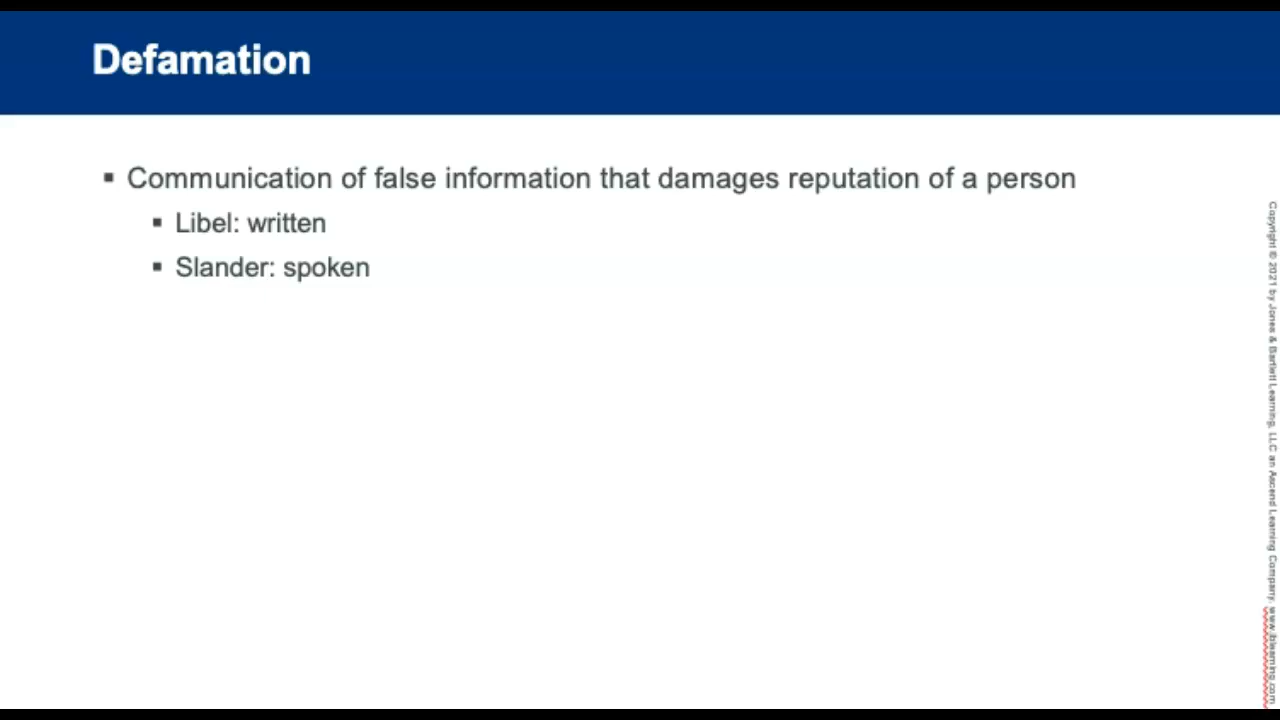 Defamation
▪ Communication of false information that damages reputation of a person
▪ Libel: written
▪ Slander: spoken
Copyright © 2021 by Jones & Bartlett Learning, LLC an Ascend Learning Company. www.jblearning.com